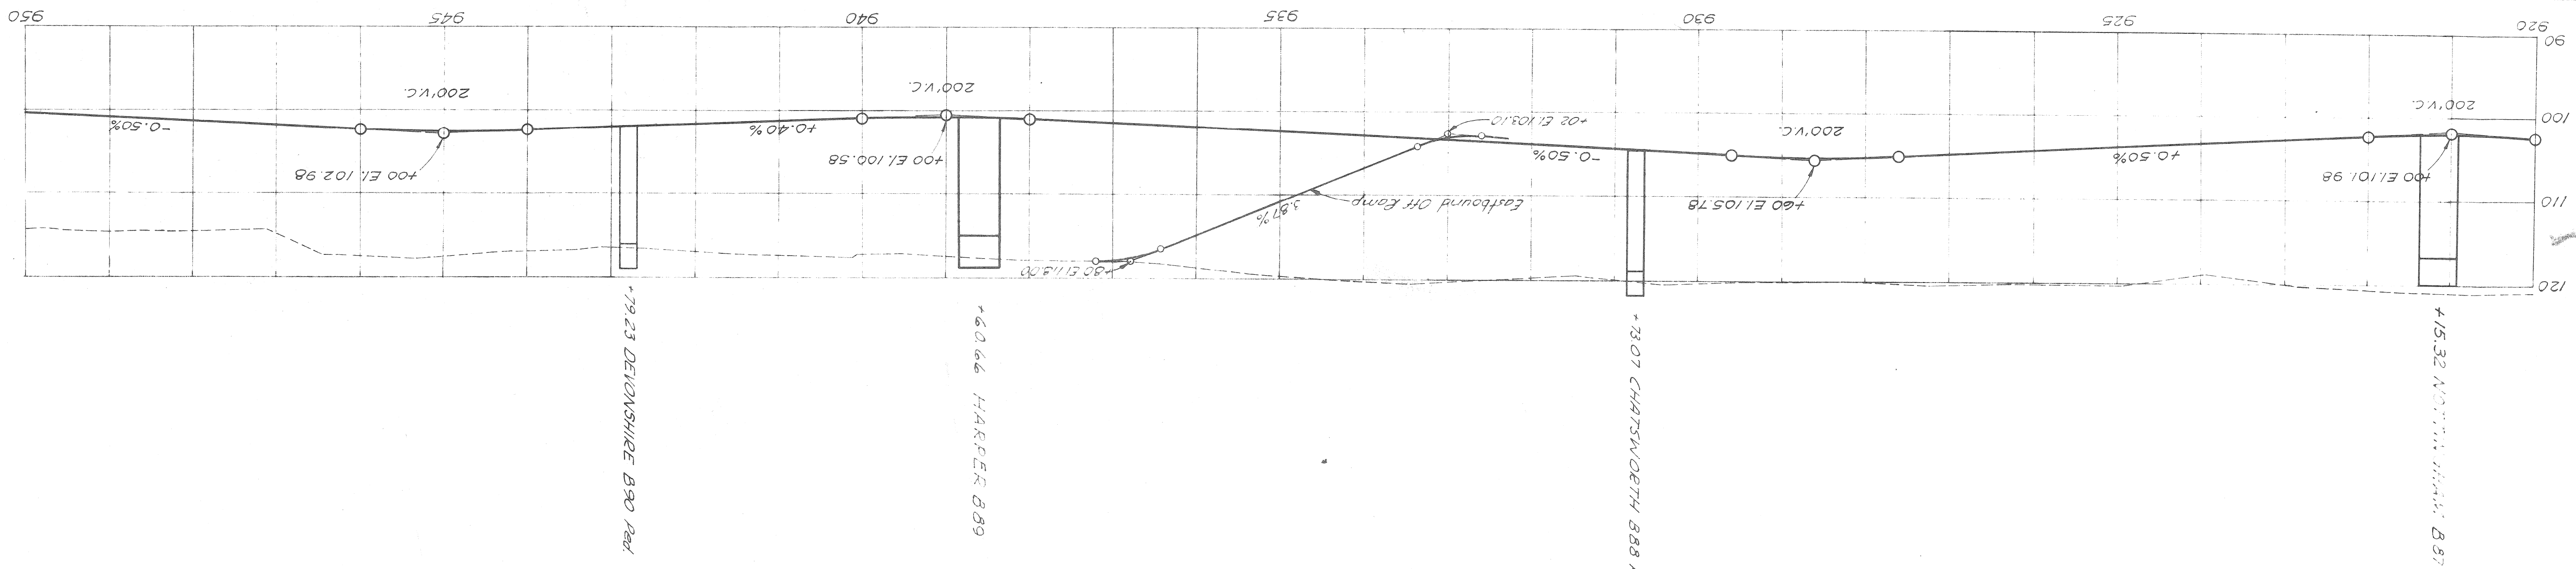 920
925
930
935
940
945
950
90
100
110
120
200'V.C.
+00 El. 101.98
+0.50%
200'V.C.
+60 El. 105.78
-0.50%
+02 El. 103.10
Eastbound Off Ramp
3.87%
+80 El. 118.00
200'V.C.
+00 El. 100.58
+0.40%
200'V.C.
+00 El. 102.98
-0.50%
+15.32 B87
+73.07 CHATSWORTH B88
+60.66 HARPER B89
+79.23 DEVONSHIRE B90 Ped.